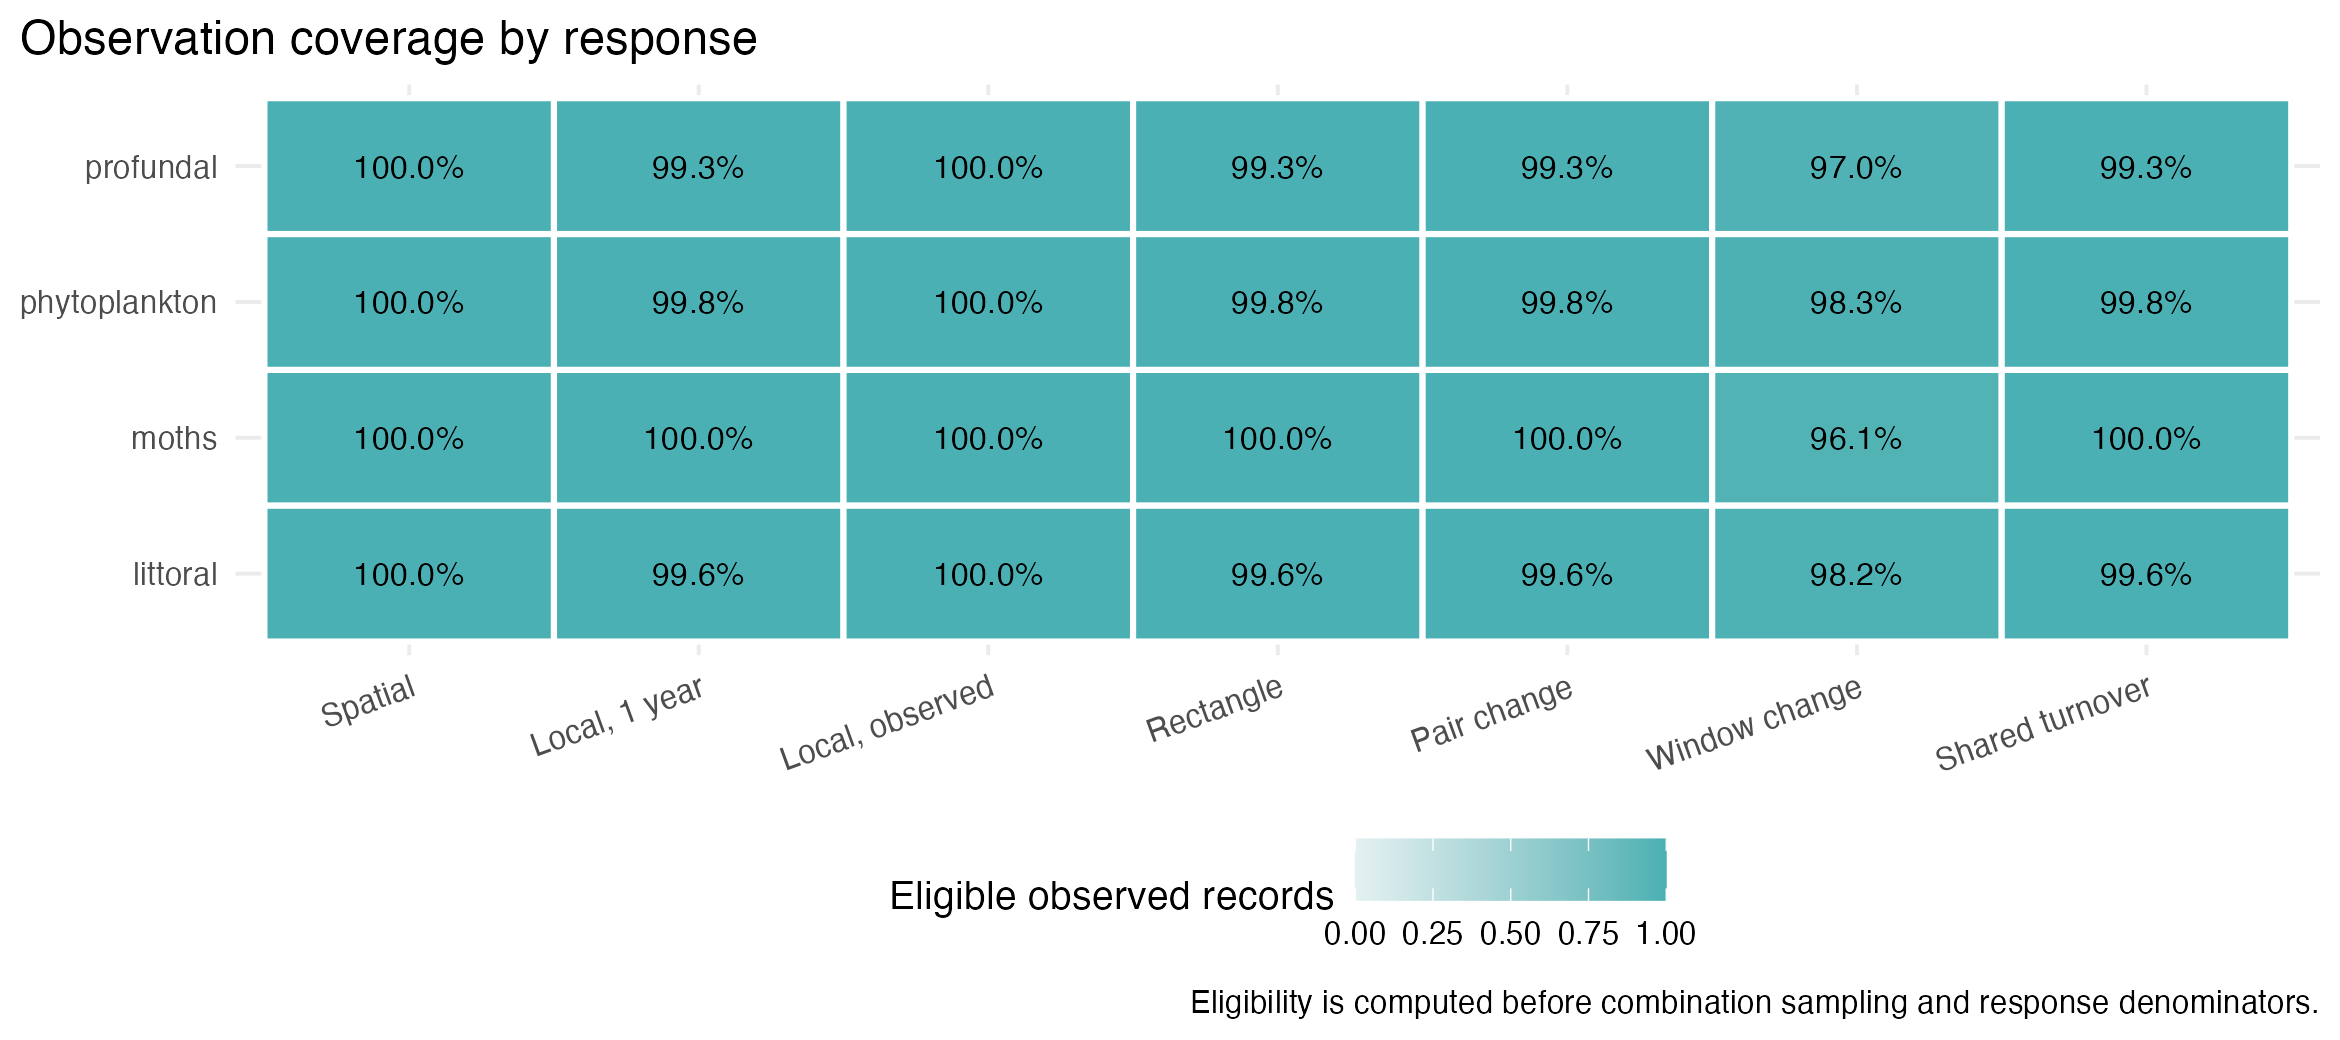 Observation coverage by response
profundal 100.0% 99.3% 100.0% 99.3% 99.3% 97.0% 99.3%
phytoplankton 100.0% 99.8% 100.0% 99.8% 99.8% 98.3% 99.8%
moths 100.0% 100.0% 100.0% 100.0% 100.0% 96.1% 100.0%
littoral 100.0% 99.6% 100.0% 99.6% 99.6% 98.2% 99.6%
Spatial
Local, 1 year
Local, observed
Rectangle
Pair change
Window change
Shared turnover
Eligible observed records
0.00 0.25 0.50 0.75 1.00
Eligibility is computed before combination sampling and response denominators.